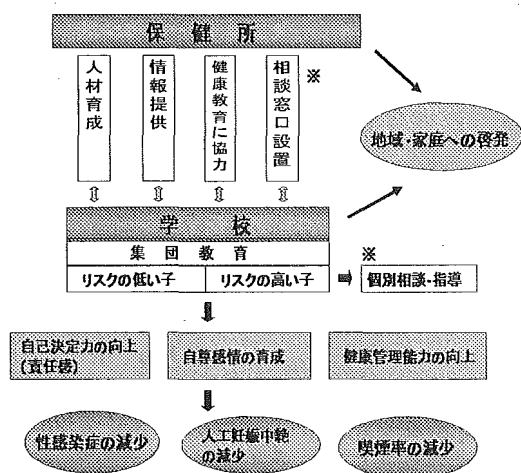 保健所
人材育成
情報提供
健康教育に協力
相談窓口設置
※
地域・家庭への啓発
学校
集団教育
※
リスクの低い子
リスクの高い子
個別相談・指導
自己決定力の向上
(責任感)
自尊感情の育成
健康管理能力の向上
性感染症の減少
人工妊娠中絶
の減少
喫煙率の減少